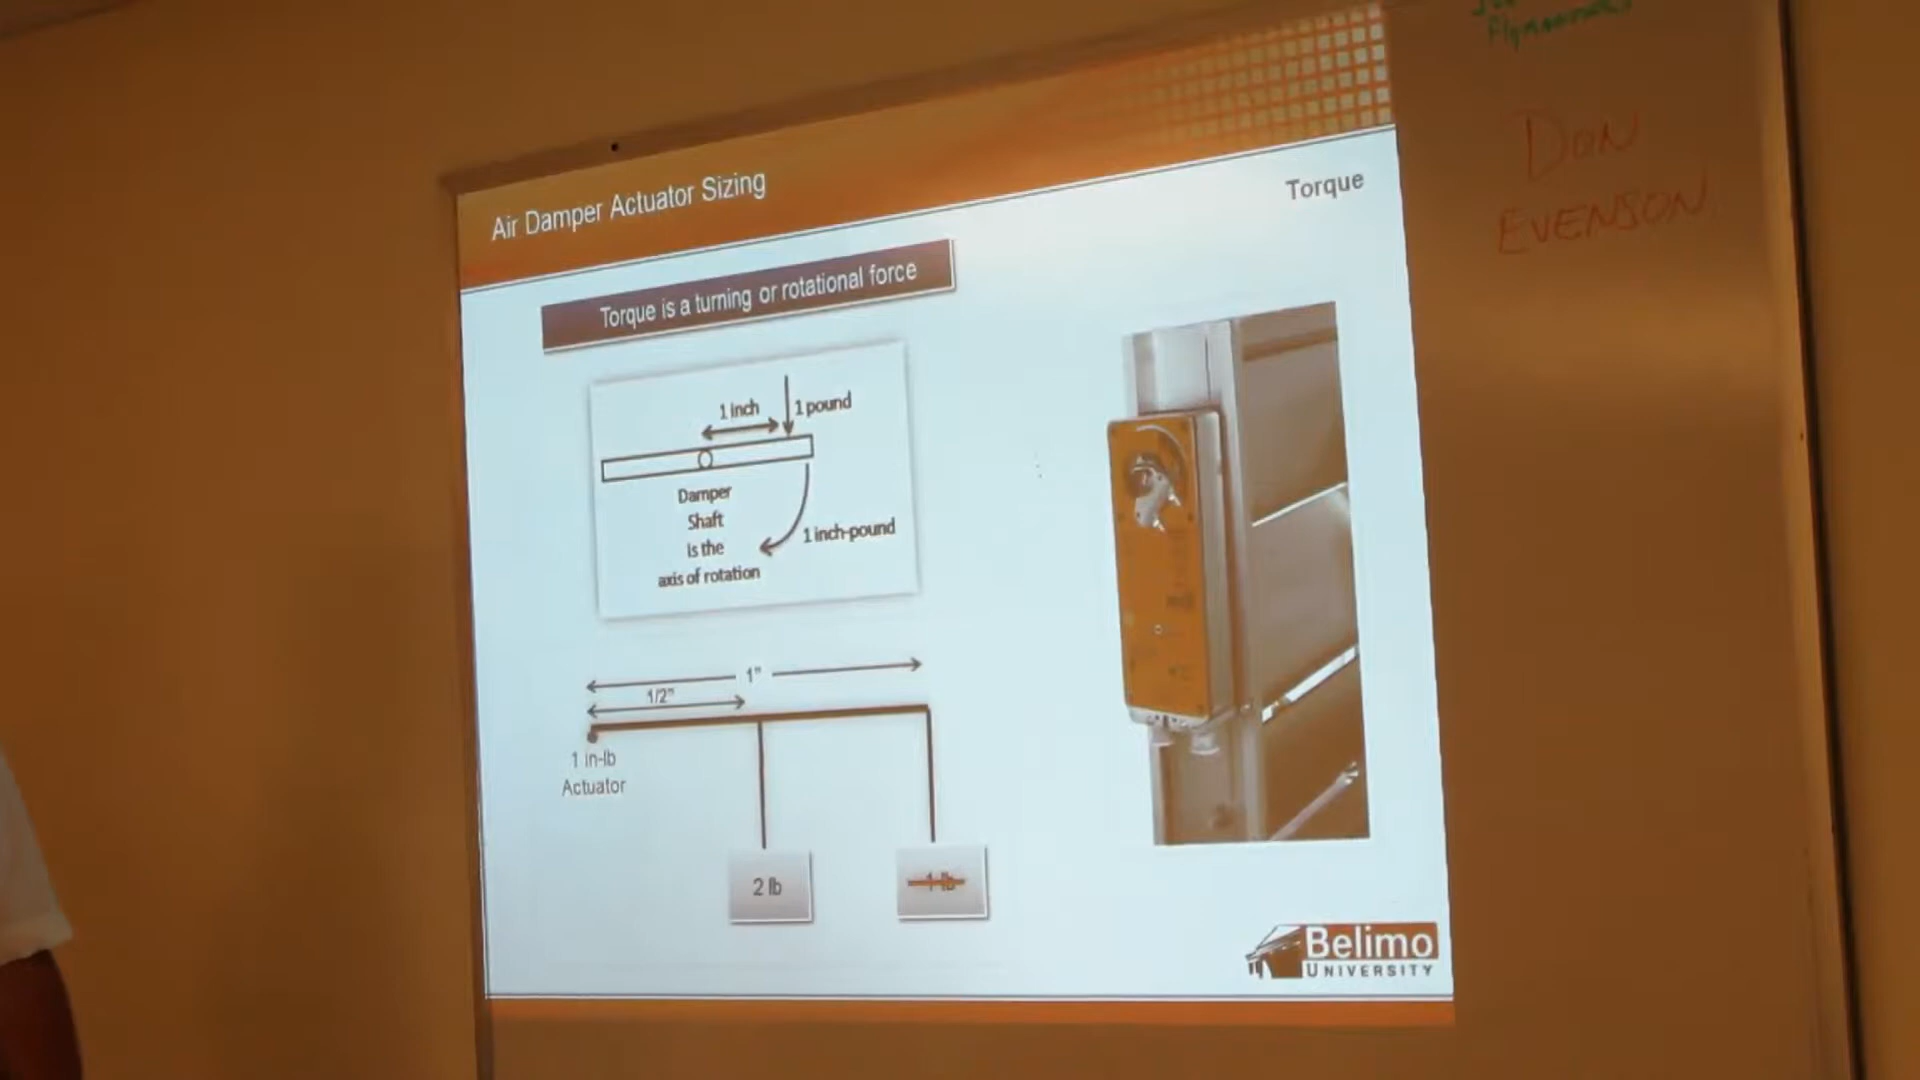 Air Damper Actuator Sizing
Torque
Torque is a turning or rotational force
1 inch
1 pound
Damper
Shaft
is the
axis of rotation
1 inch-pound
1"
1/2"
1 in-lb
Actuator
2 lb
1 lb
Belimo
UNIVERSITY
DON
EVENSON